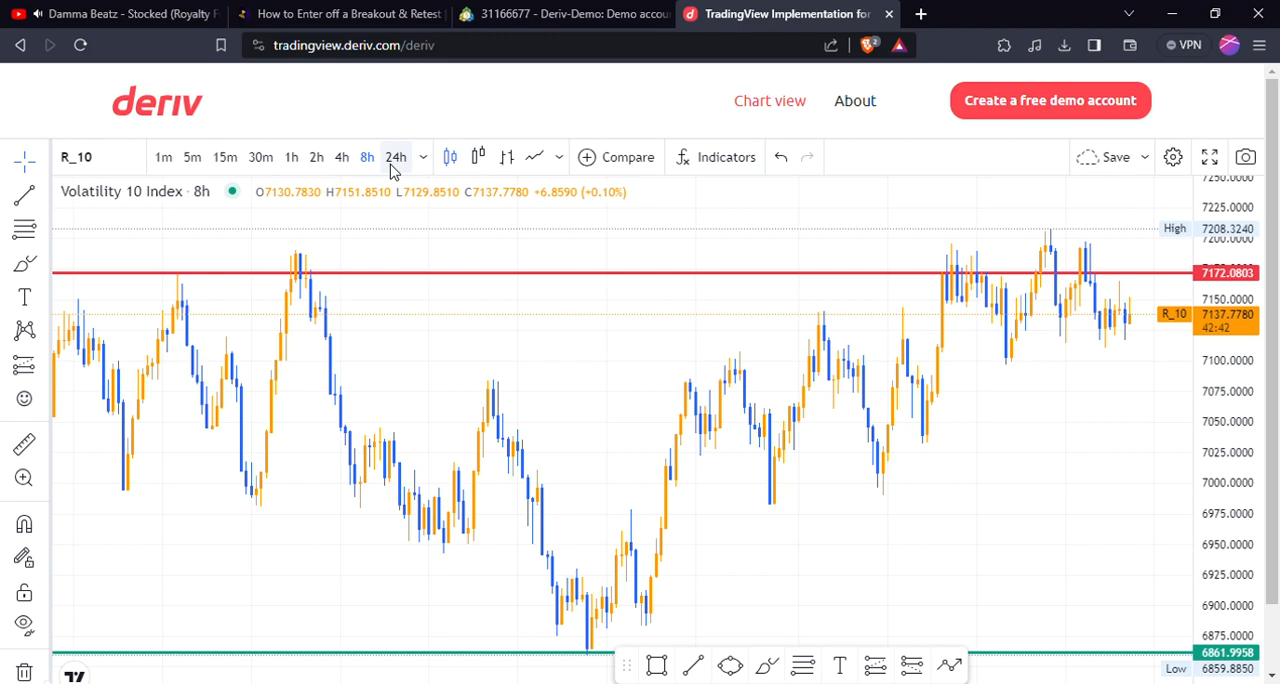 Damma Beatz - Stocked (Royalty F
How to Enter off a Breakout & Retest
31166677 - Deriv-Demo: Demo accou
TradingView Implementation for
tradingview.deriv.com/deriv
2
VPN
deriv
Chart view
About
Create a free demo account
R_10
1m 5m 15m 30m 1h 2h 4h 8h 24h
Compare
Indicators
Save
Volatility 10 Index · 8h
O7130.7830 H7151.8510 L7129.8510 C7137.7780 +6.8590 (+0.10%)
7250.0000
7225.0000
High 7208.3240
7200.0000
7172.0803
7150.0000
R_10 7137.7780
42:42
7100.0000
7075.0000
7050.0000
7025.0000
7000.0000
6975.0000
6950.0000
6925.0000
6900.0000
6875.0000
6861.9958
Low 6859.8850